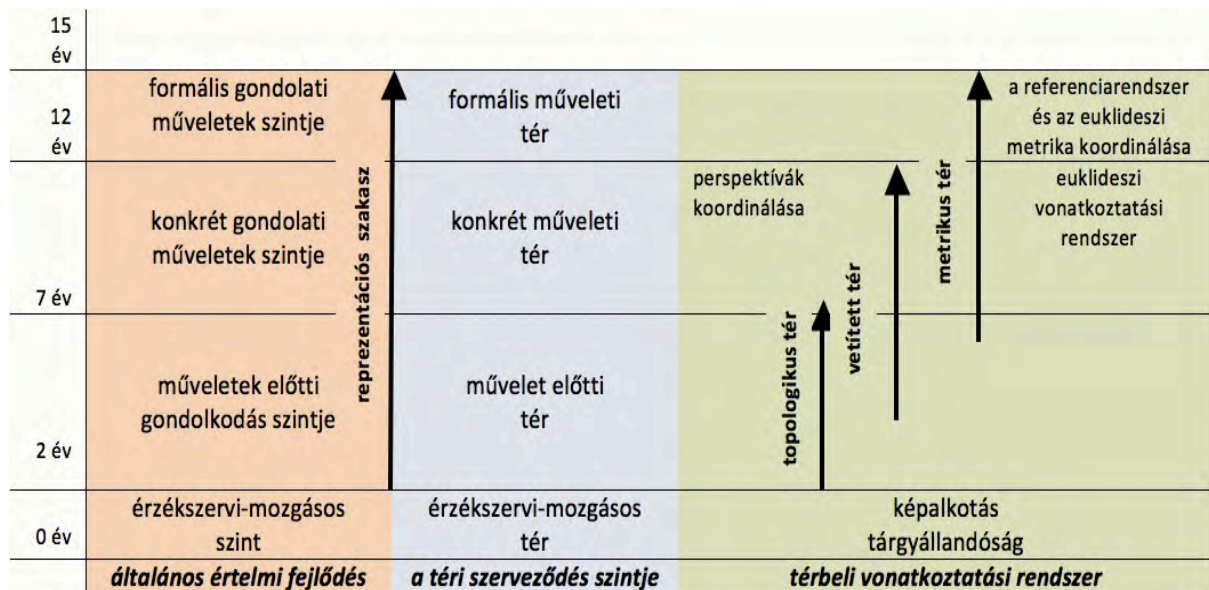 15
év
formális gondolati
műveletek szintje
formális műveleti
tér
a referenciarendszer
és az euklideszi
metrika koordinálása
12
év
reprezentációs szakasz
konkrét gondolati
műveletek szintje
konkrét műveleti
tér
perspektívák
koordinálása
metrikus tér
euklideszi
vonatkoztatási
rendszer
7 év
vetített tér
topologikus tér
műveletek előtti
gondolkodás szintje
művelet előtti
tér
2 év
érzékszervi-mozgásos
szint
érzékszervi-mozgásos
tér
képalkotás
tárgyállandóság
0 év
általános értelmi fejlődés
a téri szerveződés szintje
térbeli vonatkoztatási rendszer